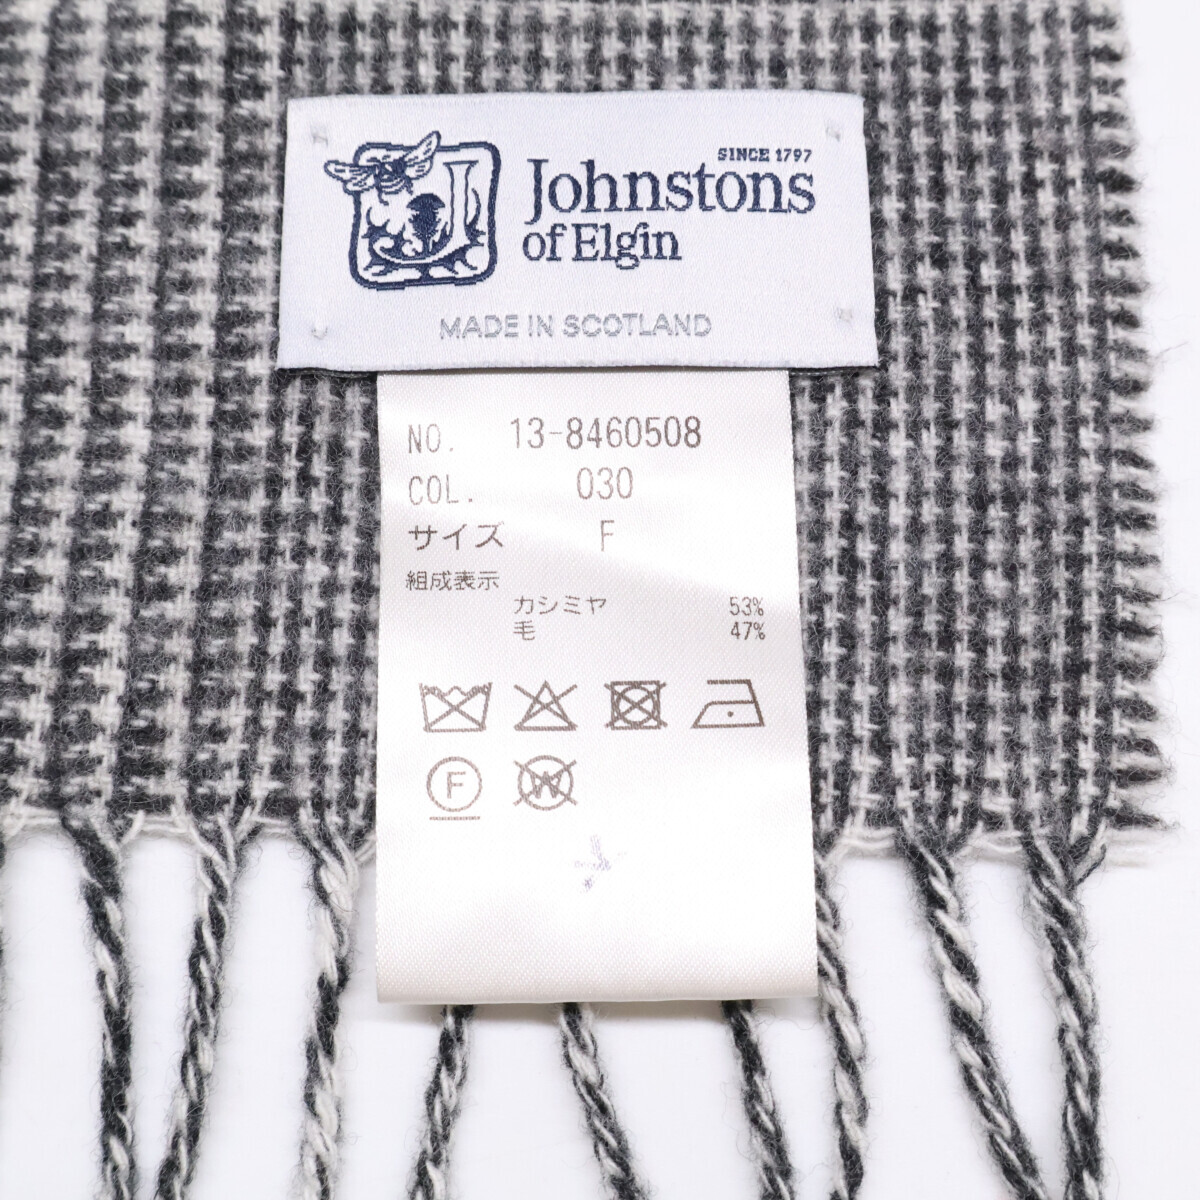 SINCE 1797
Johnstons
of Elgin
MADE IN SCOTLAND
NO. 13-8460508
COL. 030
サイズ F
組成表示
カシミヤ 53%
毛 47%
F
W